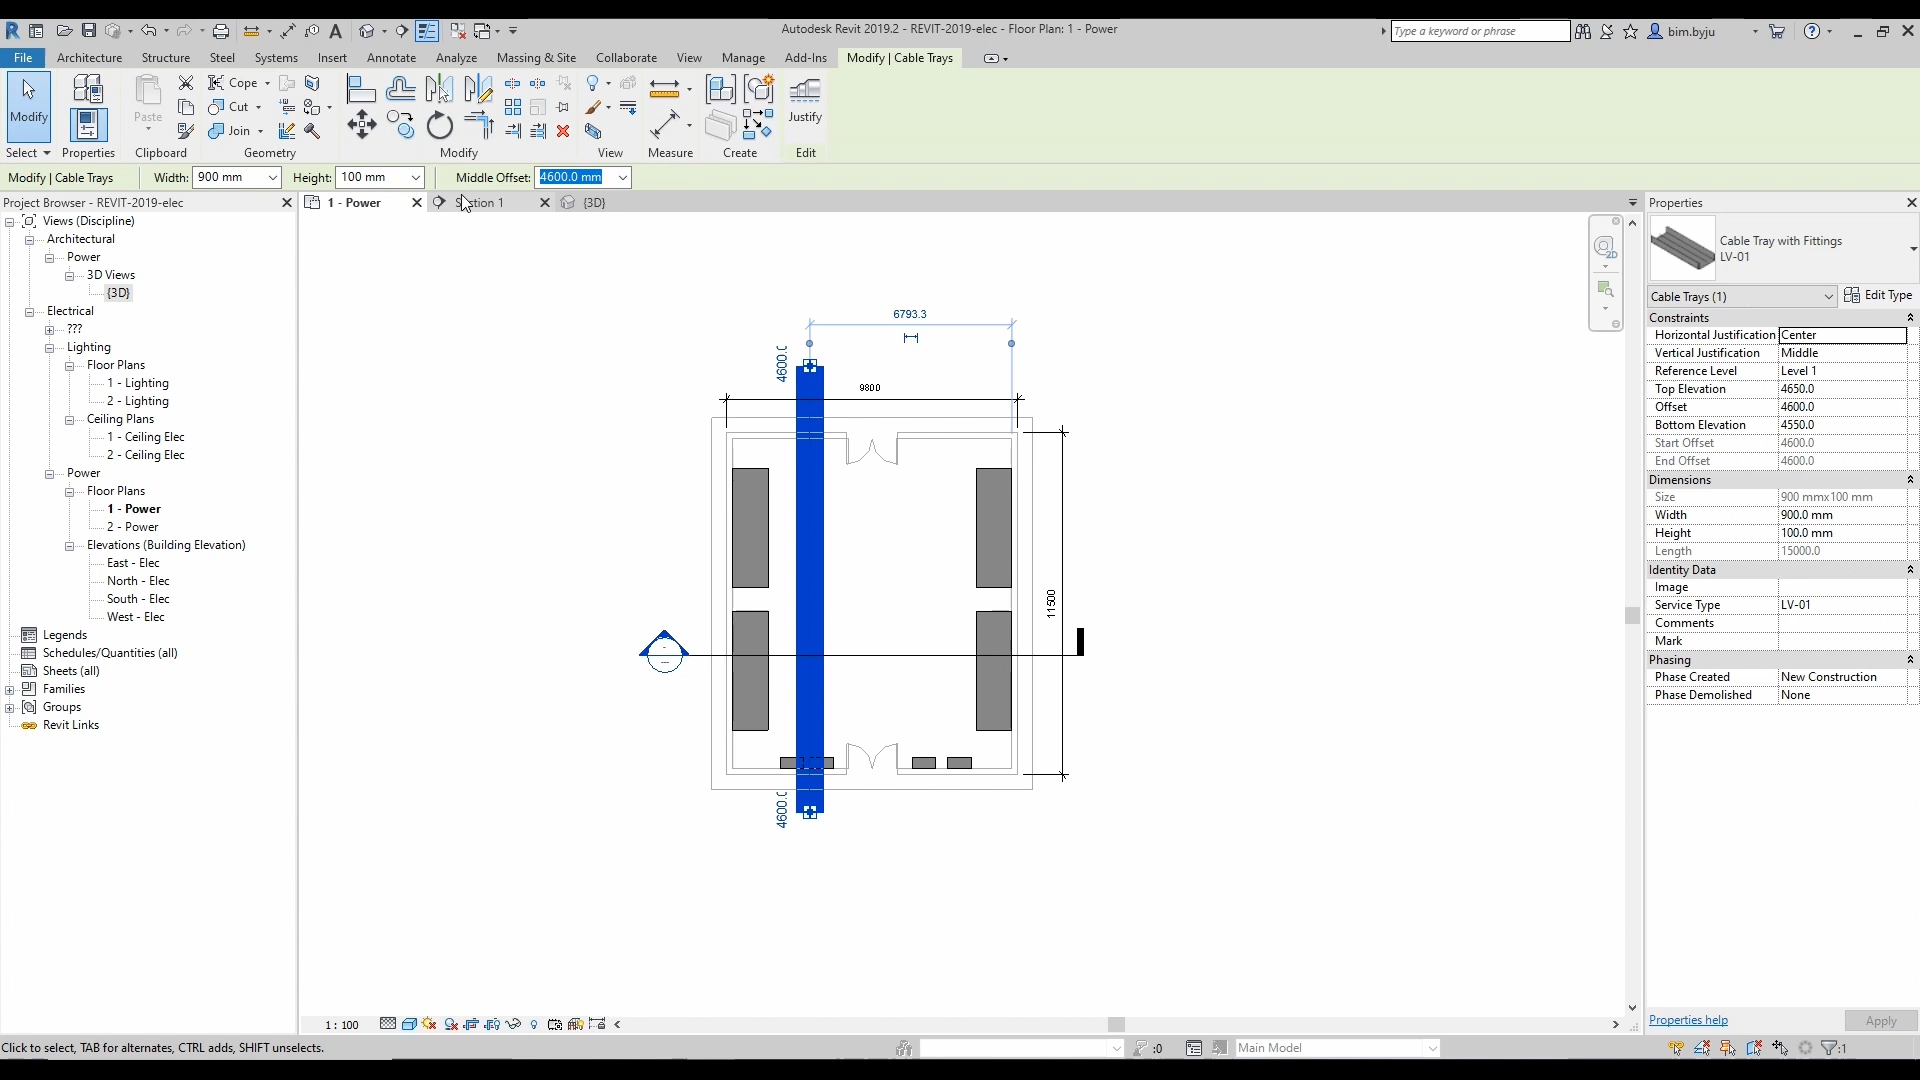 Autodesk Revit 2019.2 - REVIT-2019-elec - Floor Plan: 1 - Power
Type a keyword or phrase
bim.byju
File Architecture Structure Steel Systems Insert Annotate Analyze Massing & Site Collaborate View Manage Add-Ins Modify | Cable Trays
Modify
Paste
Cope
Cut
Join
Justify
Select Properties Clipboard Geometry Modify View Measure Create Edit
Modify | Cable Trays Width: 900 mm Height: 100 mm Middle Offset: 4600.0 mm
Project Browser - REVIT-2019-elec
Views (Discipline)
Architectural
Power
3D Views
{3D}
Electrical
???
Lighting
Floor Plans
1 - Lighting
2 - Lighting
Ceiling Plans
1 - Ceiling Elec
2 - Ceiling Elec
Power
Floor Plans
1 - Power
2 - Power
Elevations (Building Elevation)
East - Elec
North - Elec
South - Elec
West - Elec
Legends
Schedules/Quantities (all)
Sheets (all)
Families
Groups
Revit Links
1 - Power
{3D}
2D
6793.3
4600.0
9800
11500
4600.0
1 : 100
Properties
Cable Tray with Fittings
LV-01
Cable Trays (1) Edit Type
Constraints
Horizontal Justification Center
Vertical Justification Middle
Reference Level Level 1
Top Elevation 4650.0
Offset 4600.0
Bottom Elevation 4550.0
Start Offset 4600.0
End Offset 4600.0
Dimensions
Size 900 mmx100 mm
Width 900.0 mm
Height 100.0 mm
Length 15000.0
Identity Data
Image
Service Type LV-01
Comments
Mark
Phasing
Phase Created New Construction
Phase Demolished None
Properties help Apply
Click to select, TAB for alternates, CTRL adds, SHIFT unselects.
:0
Main Model
:1